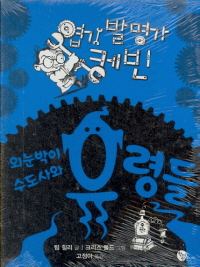 엽기 발명가
케빈
외눈박이
수도사와
유령들
팀 힐리 글 | 크리스 몰드 그림
고정아 옮김